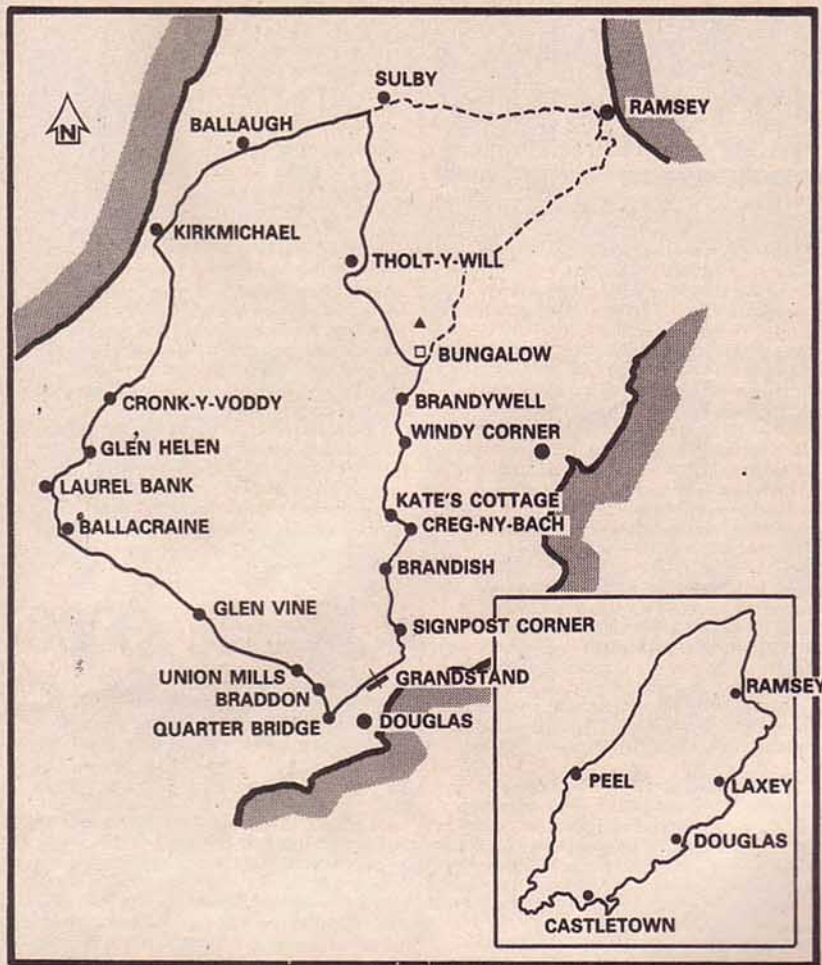 SULBY
RAMSEY
N
BALLAUGH
KIRKMICHAEL
THOLT-Y-WILL
BUNGALOW
CRONK-Y-VODDY
BRANDYWELL
GLEN HELEN
WINDY CORNER
LAUREL BANK
KATE'S COTTAGE
BALLACRAINE
CREG-NY-BACH
BRANDISH
GLEN VINE
SIGNPOST CORNER
UNION MILLS
GRANDSTAND
BRADDON
QUARTER BRIDGE
DOUGLAS
RAMSEY
PEEL
LAXEY
DOUGLAS
CASTLETOWN